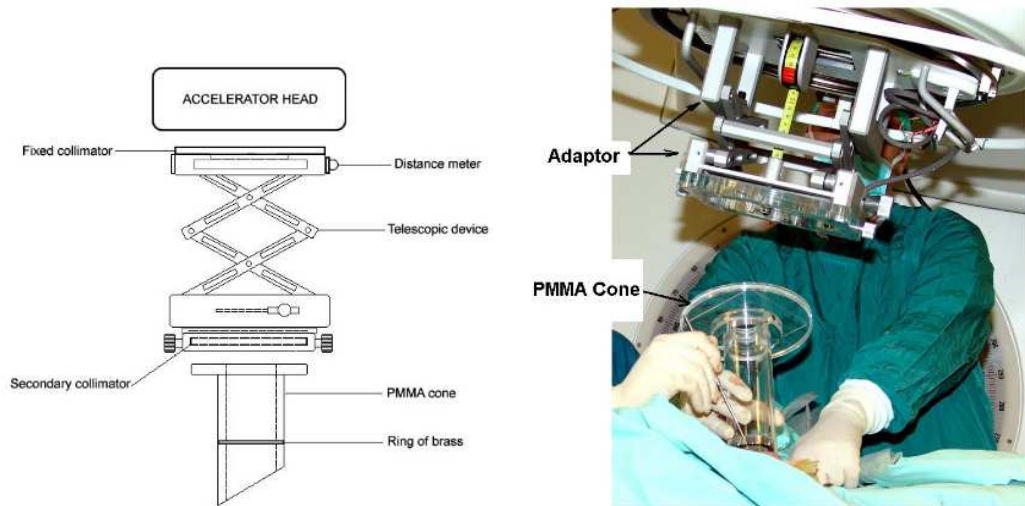 ACCELERATOR HEAD
Fixed collimator
Distance meter
Telescopic device
Secondary collimator
PMMA cone
Ring of brass
Adaptor
PMMA Cone